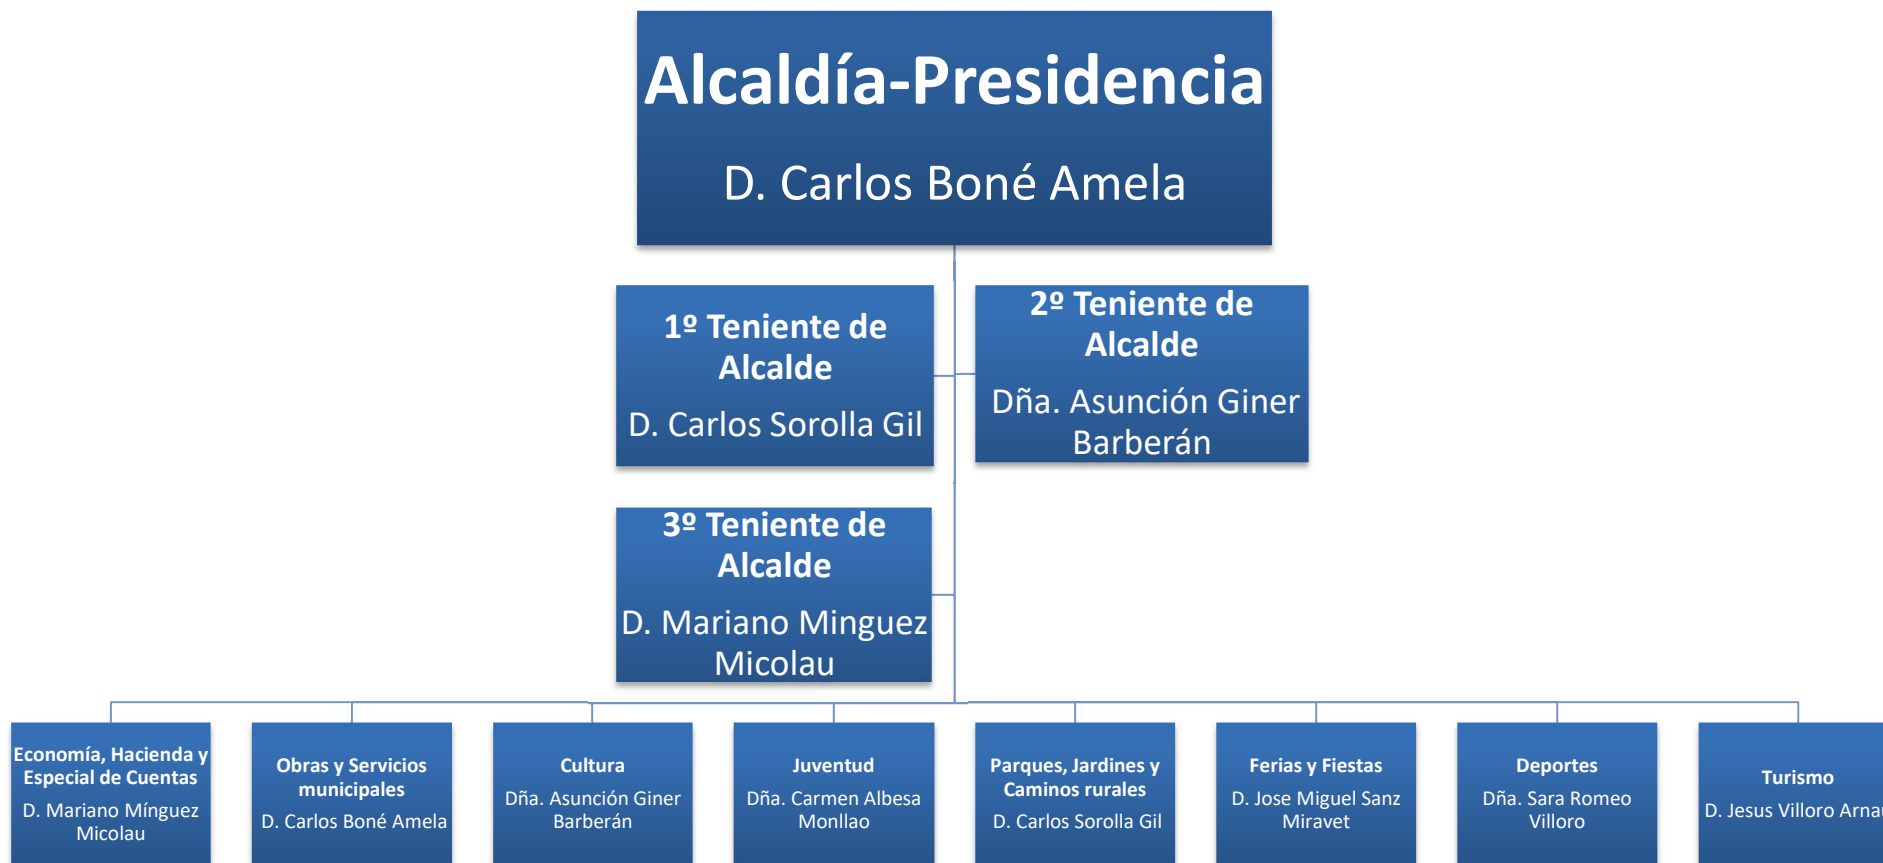 Alcaldía-Presidencia
D. Carlos Boné Amela
1º Teniente de
Alcalde
D. Carlos Sorolla Gil
2º Teniente de
Alcalde
Dña. Asunción Giner
Barberán
3º Teniente de
Alcalde
D. Mariano Minguez
Micolau
Economía, Hacienda y
Especial de Cuentas
D. Mariano Mínguez
Micolau
Obras y Servicios
municipales
D. Carlos Boné Amela
Cultura
Dña. Asunción Giner
Barberán
Juventud
Dña. Carmen Albesa
Monllao
Parques, Jardines y
Caminos rurales
D. Carlos Sorolla Gil
Ferias y Fiestas
D. Jose Miguel Sanz
Miravet
Deportes
Dña. Sara Romeo
Villoro
Turismo
D. Jesus Villoro Arnau